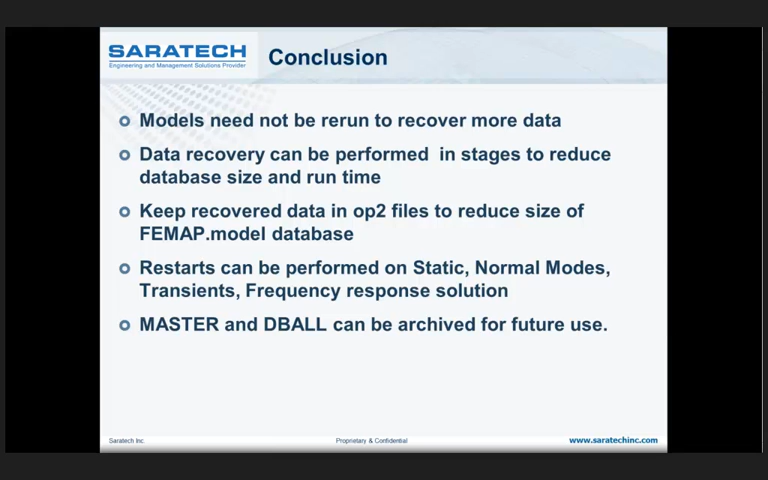 SARATECH
Engineering and Management Solutions Provider
Conclusion
Models need not be rerun to recover more data
Data recovery can be performed in stages to reduce
database size and run time
Keep recovered data in op2 files to reduce size of
FEMAP.model database
Restarts can be performed on Static, Normal Modes,
Transients, Frequency response solution
MASTER and DBALL can be archived for future use.
Saratech Inc.
Proprietary & Confidential
www.saratechinc.com